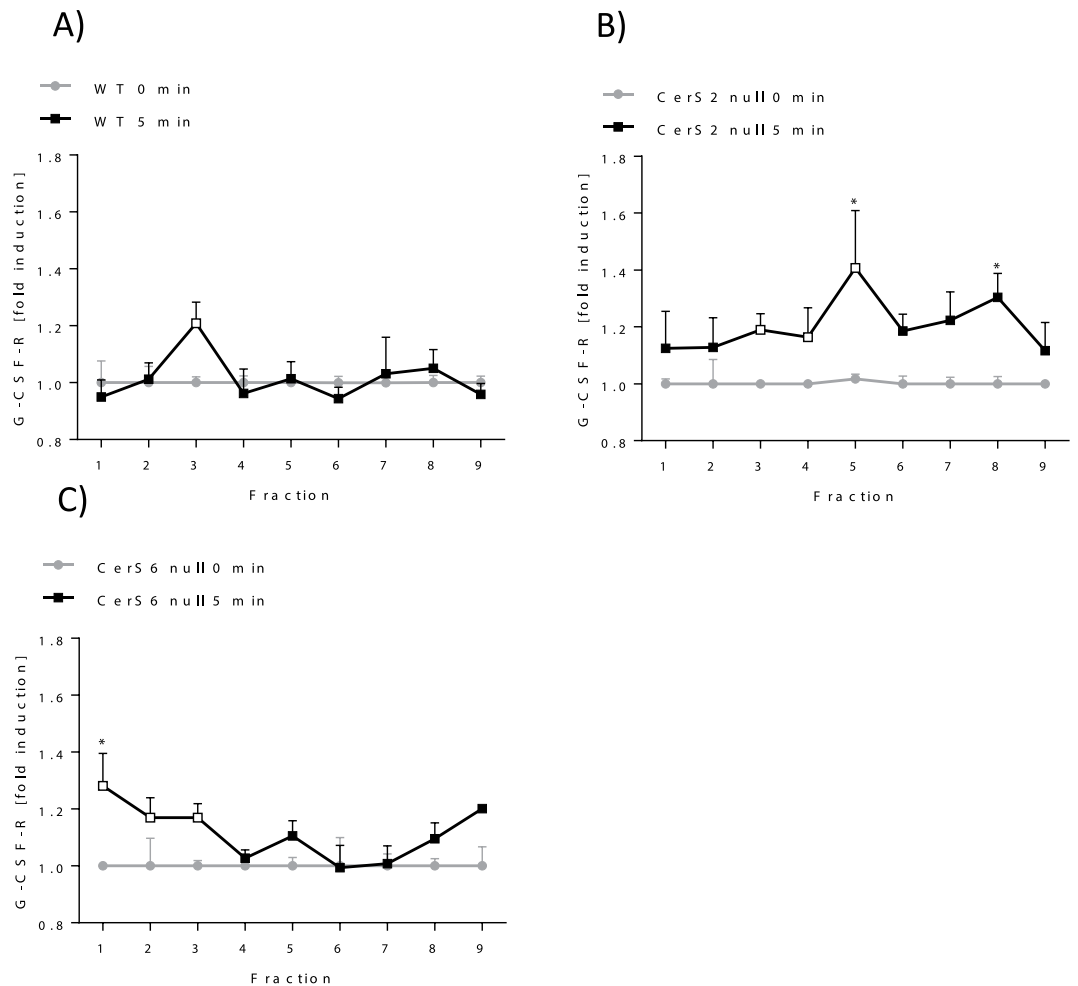 A)
WT 0 min
WT 5 min
G-CSF-R [fold induction]
1.8
1.6
1.4
1.2
1.0
0.8
1 2 3 4 5 6 7 8 9
Fraction
B)
CerS2 null 0 min
CerS2 null 5 min
G-CSF-R [fold induction]
1.8
1.6
1.4
1.2
1.0
0.8
*
*
1 2 3 4 5 6 7 8 9
Fraction
C)
CerS6 null 0 min
CerS6 null 5 min
G-CSF-R [fold induction]
1.8
1.6
1.4
1.2
1.0
0.8
*
1 2 3 4 5 6 7 8 9
Fraction